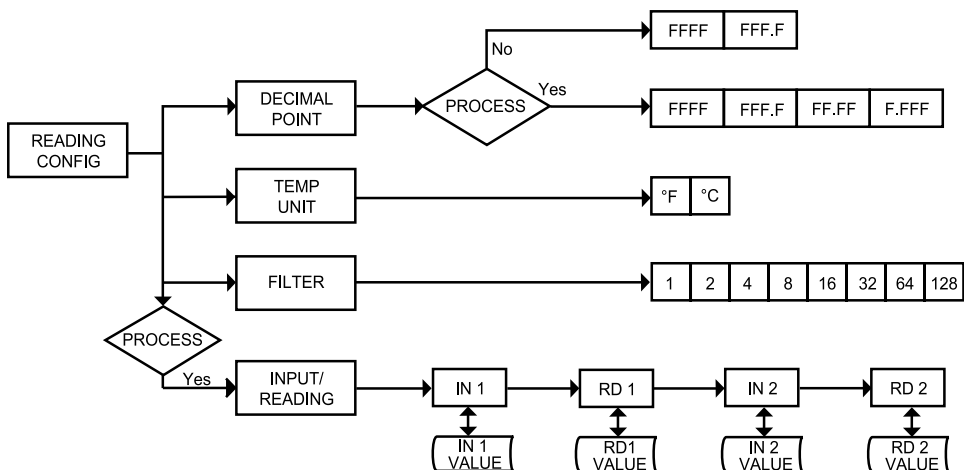 No
FFFF FFF.F
READING
CONFIG
DECIMAL
POINT
PROCESS
Yes
FFFF FFF.F FF.FF F.FFF
TEMP
UNIT
°F °C
FILTER
1 2 4 8 16 32 64 128
PROCESS
Yes
INPUT/
READING
IN 1
RD 1
IN 2
RD 2
IN 1
VALUE
RD1
VALUE
IN 2
VALUE
RD 2
VALUE